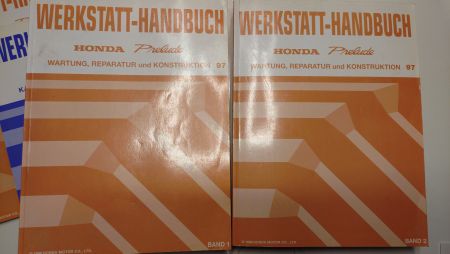 WERKSTATT-HANDBUCH
HONDA Prelude
WARTUNG, REPARATUR und KONSTRUKTION '97
BAND 1
WERKSTATT-HANDBUCH
HONDA Prelude
WARTUNG, REPARATUR und KONSTRUKTION '97
BAND 2